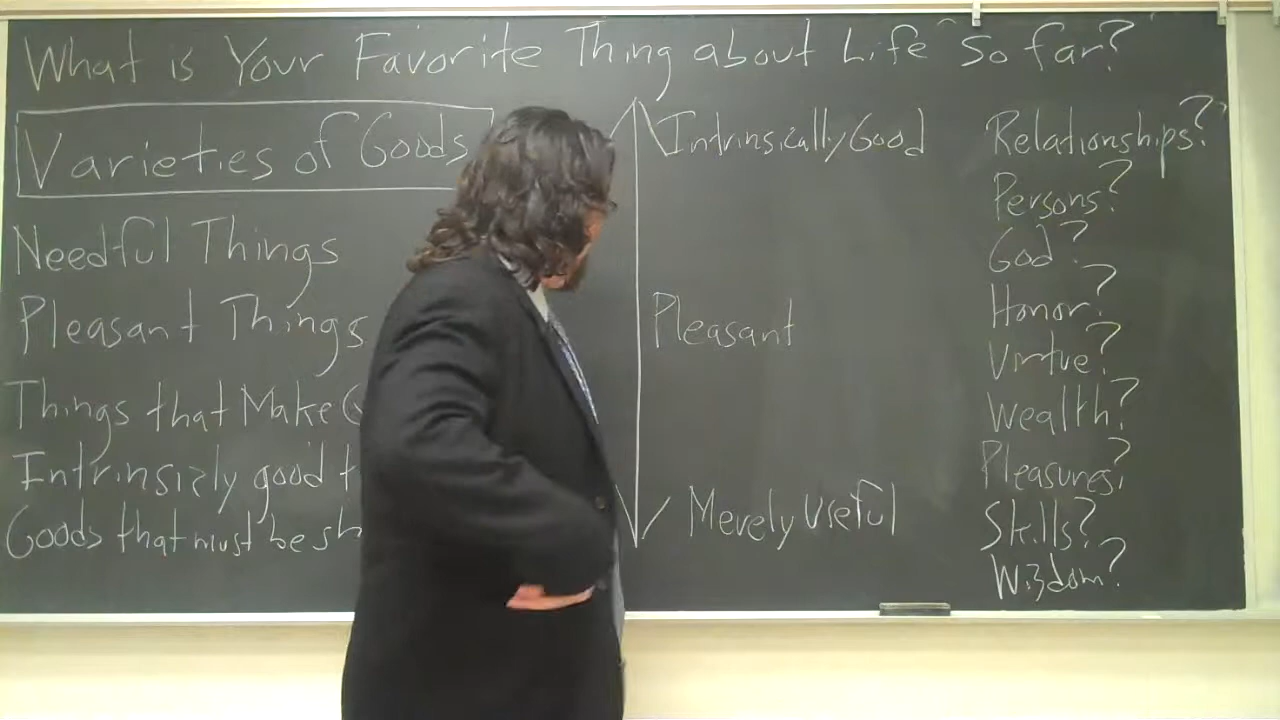 What is Your Favorite Thing about Life So far?
Varieties of Goods
Needful Things
Pleasant Things
Things that Make
Intrinsicly good
Goods that must be sh
Intrinsically Good
Pleasant
Merely Useful
Relationships?
Persons?
God?
Honor?
Virtue?
Wealth?
Pleasures?
Skills?
Wizdom?